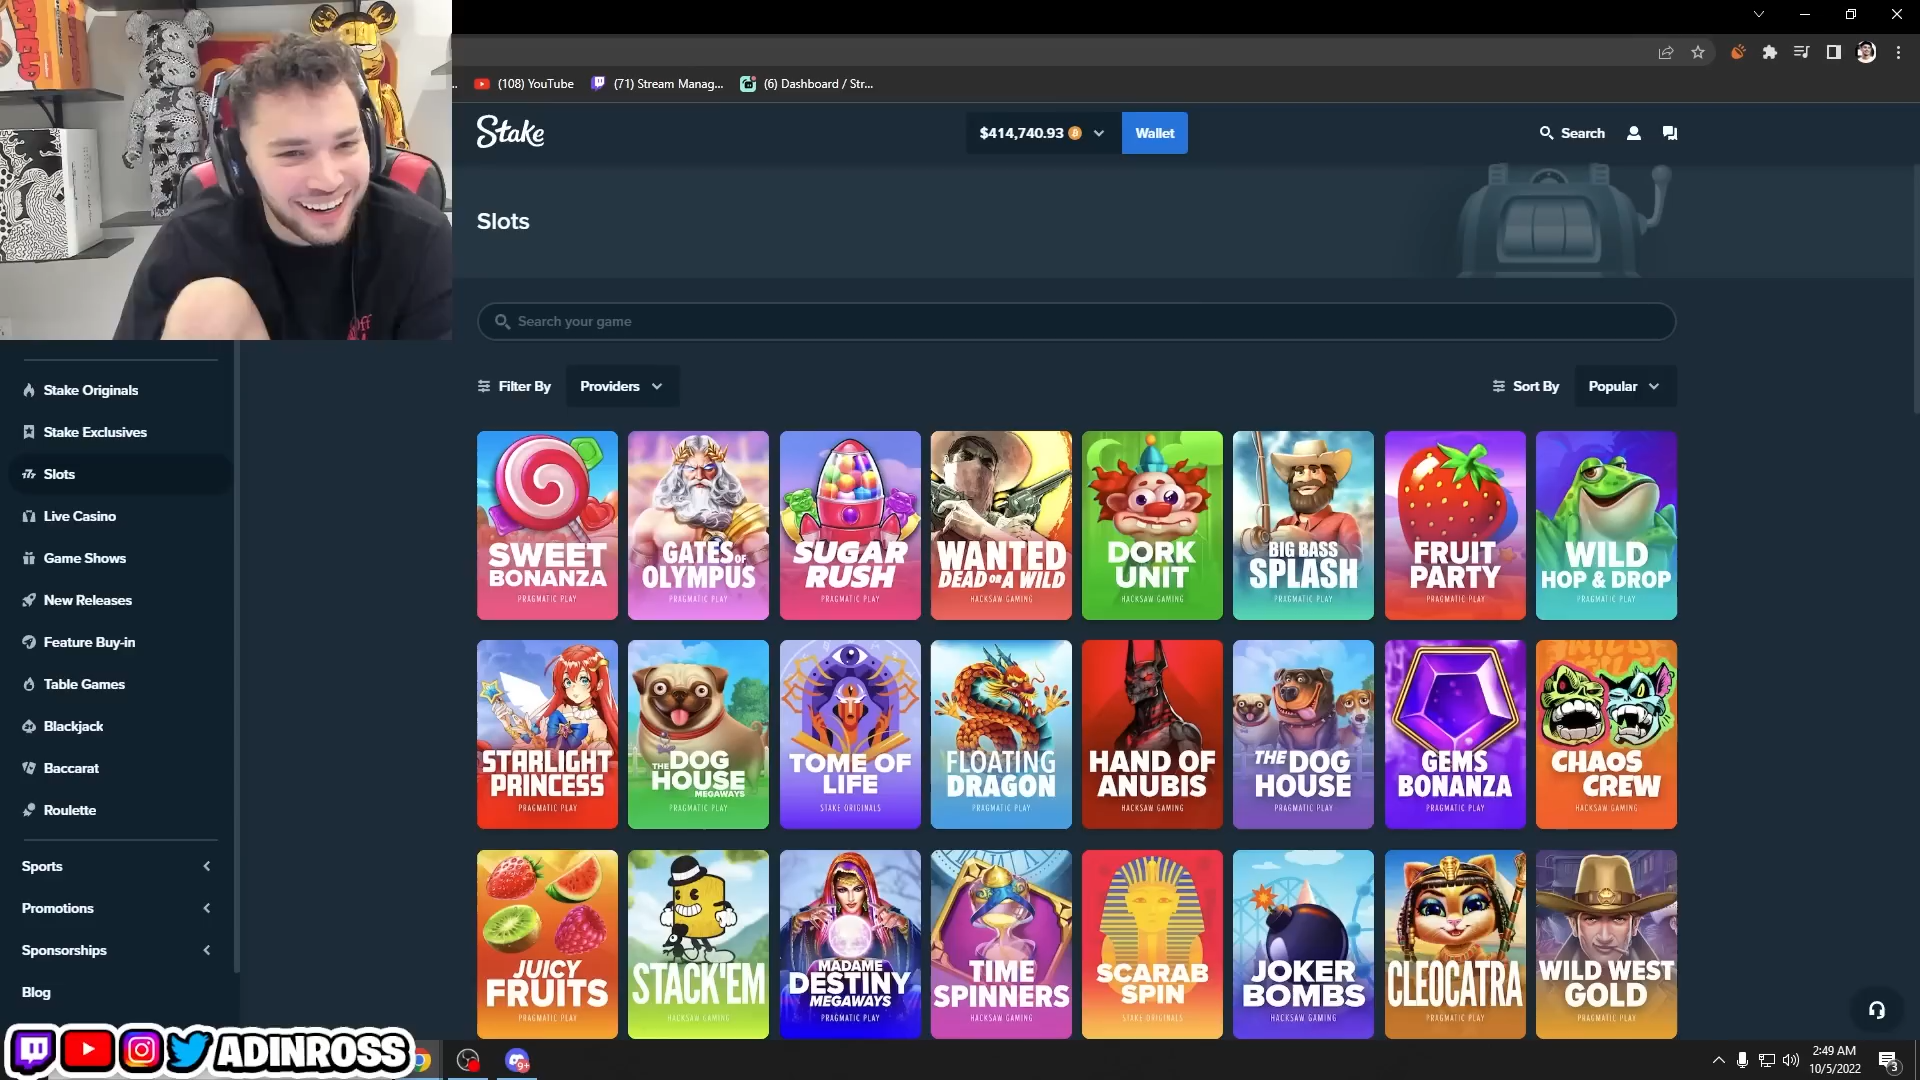 (108) YouTube
(71) Stream Manag...
(6) Dashboard / Str...
Stake
$414,740.93
Wallet
Search
Slots
Search your game
Filter By
Providers
Sort By
Popular
Stake Originals
Stake Exclusives
Slots
Live Casino
Game Shows
New Releases
Feature Buy-in
Table Games
Blackjack
Baccarat
Roulette
Sports
Promotions
Sponsorships
Blog
SWEET
BONANZA
PRAGMATIC PLAY
GATES OF
OLYMPUS
PRAGMATIC PLAY
SUGAR
RUSH
PRAGMATIC PLAY
WANTED
DEAD OR A WILD
HACKSAW GAMING
DORK
UNIT
HACKSAW GAMING
BIG BASS
SPLASH
PRAGMATIC PLAY
FRUIT
PARTY
PRAGMATIC PLAY
WILD
HOP & DROP
PRAGMATIC PLAY
STARLIGHT
PRINCESS
PRAGMATIC PLAY
THE DOG
HOUSE
MEGAWAYS
PRAGMATIC PLAY
TOME OF
LIFE
STAKE ORIGINALS
FLOATING
DRAGON
PRAGMATIC PLAY
HAND OF
ANUBIS
HACKSAW GAMING
THE DOG
HOUSE
PRAGMATIC PLAY
GEMS
BONANZA
PRAGMATIC PLAY
CHAOS
CREW
HACKSAW GAMING
JUICY
FRUITS
PRAGMATIC PLAY
STACK'EM
HACKSAW GAMING
MADAME
DESTINY
MEGAWAYS
PRAGMATIC PLAY
TIME
SPINNERS
HACKSAW GAMING
SCARAB
SPIN
STAKE ORIGINALS
JOKER
BOMBS
HACKSAW GAMING
CLEOCATRA
PRAGMATIC PLAY
WILD WEST
GOLD
PRAGMATIC PLAY
ADINROSS
9+
2:49 AM
10/5/2022
3